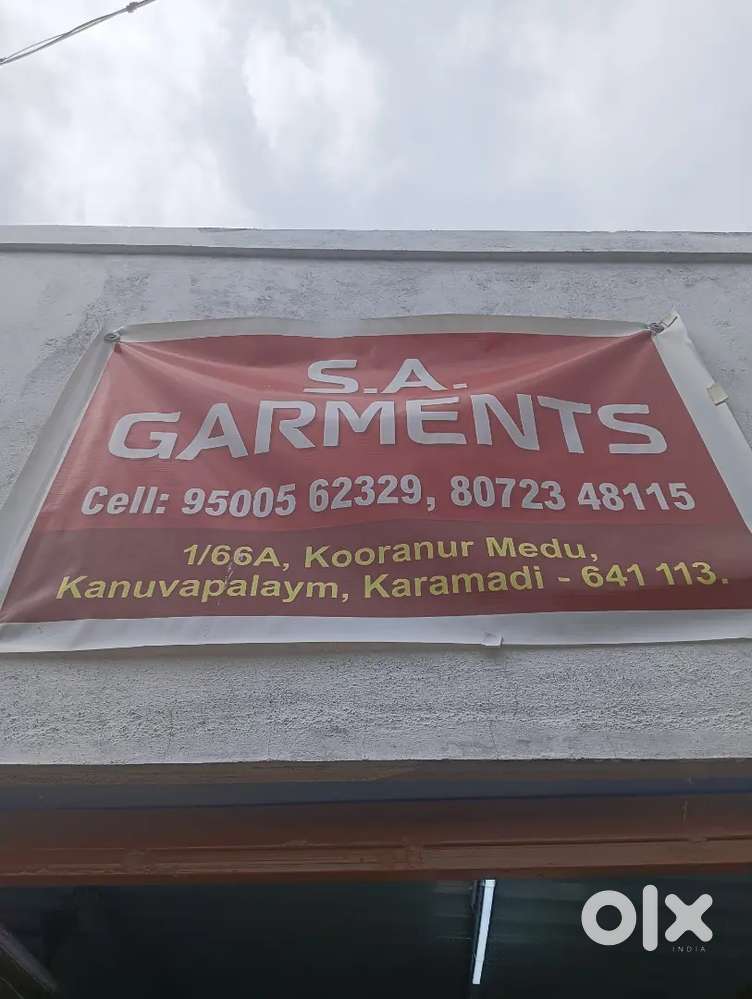 S.A.
GARMENTS
Cell: 95005 62329, 80723 48115
1/66A, Kooranur Medu,
Kanuvapalaym, Karamadi - 641 113.
olx
INDIA